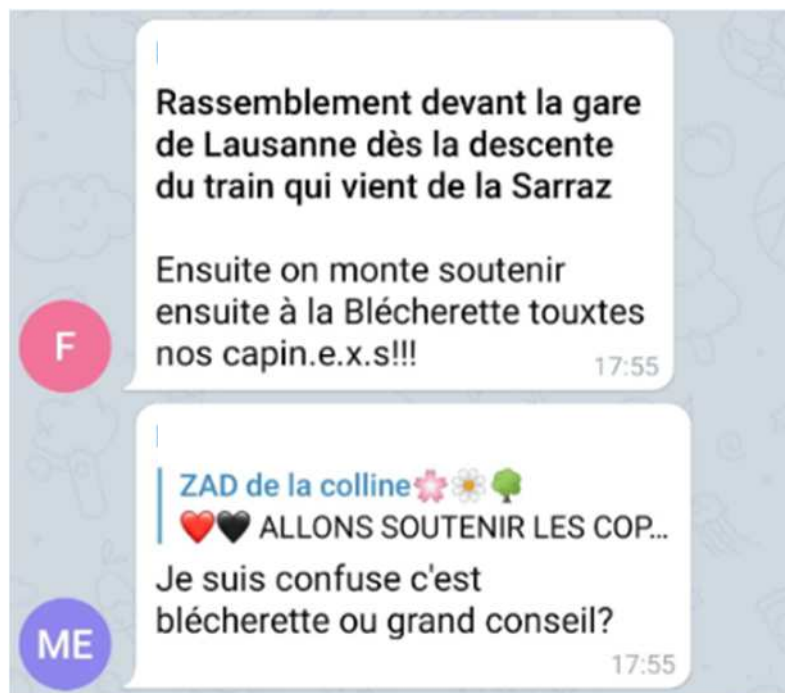 Rassemblement devant la gare
de Lausanne dès la descente
du train qui vient de la Sarraz
Ensuite on monte soutenir
ensuite à la Blécherette touxtes
nos capin.e.x.s!!!
17:55
F
ZAD de la colline🌸🌼🌳
❤️🖤 ALLONS SOUTENIR LES COP...
Je suis confuse c'est
blécherette ou grand conseil?
17:55
ME